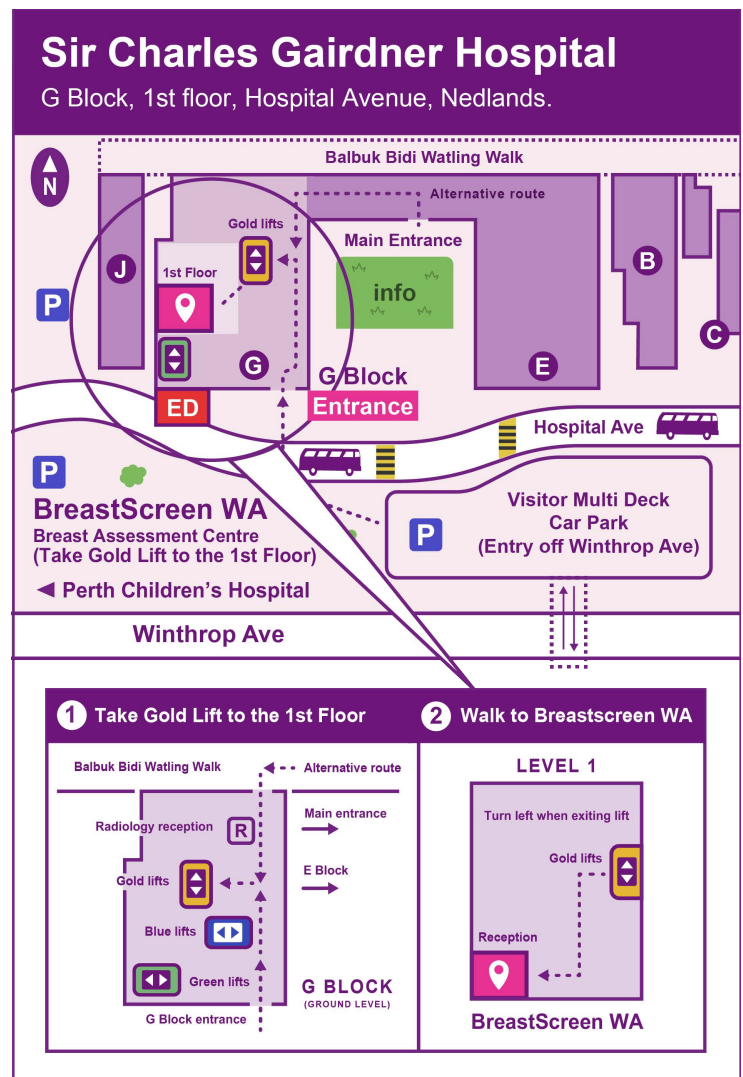 Sir Charles Gairdner Hospital
G Block, 1st floor, Hospital Avenue, Nedlands.
N
Balbuk Bidi Watling Walk
Alternative route
Gold lifts
Main Entrance
J
1st Floor
B
P
info
C
G
E
G Block
ED
Entrance
Hospital Ave
P
BreastScreen WA
Breast Assessment Centre
(Take Gold Lift to the 1st Floor)
Perth Children's Hospital
P
Visitor Multi Deck
Car Park
(Entry off Winthrop Ave)
Winthrop Ave
1 Take Gold Lift to the 1st Floor
Balbuk Bidi Watling Walk
Alternative route
Radiology reception
R
Main entrance
Gold lifts
E Block
Blue lifts
Green lifts
G BLOCK
(GROUND LEVEL)
G Block entrance
2 Walk to Breastscreen WA
LEVEL 1
Turn left when exiting lift
Gold lifts
Reception
BreastScreen WA